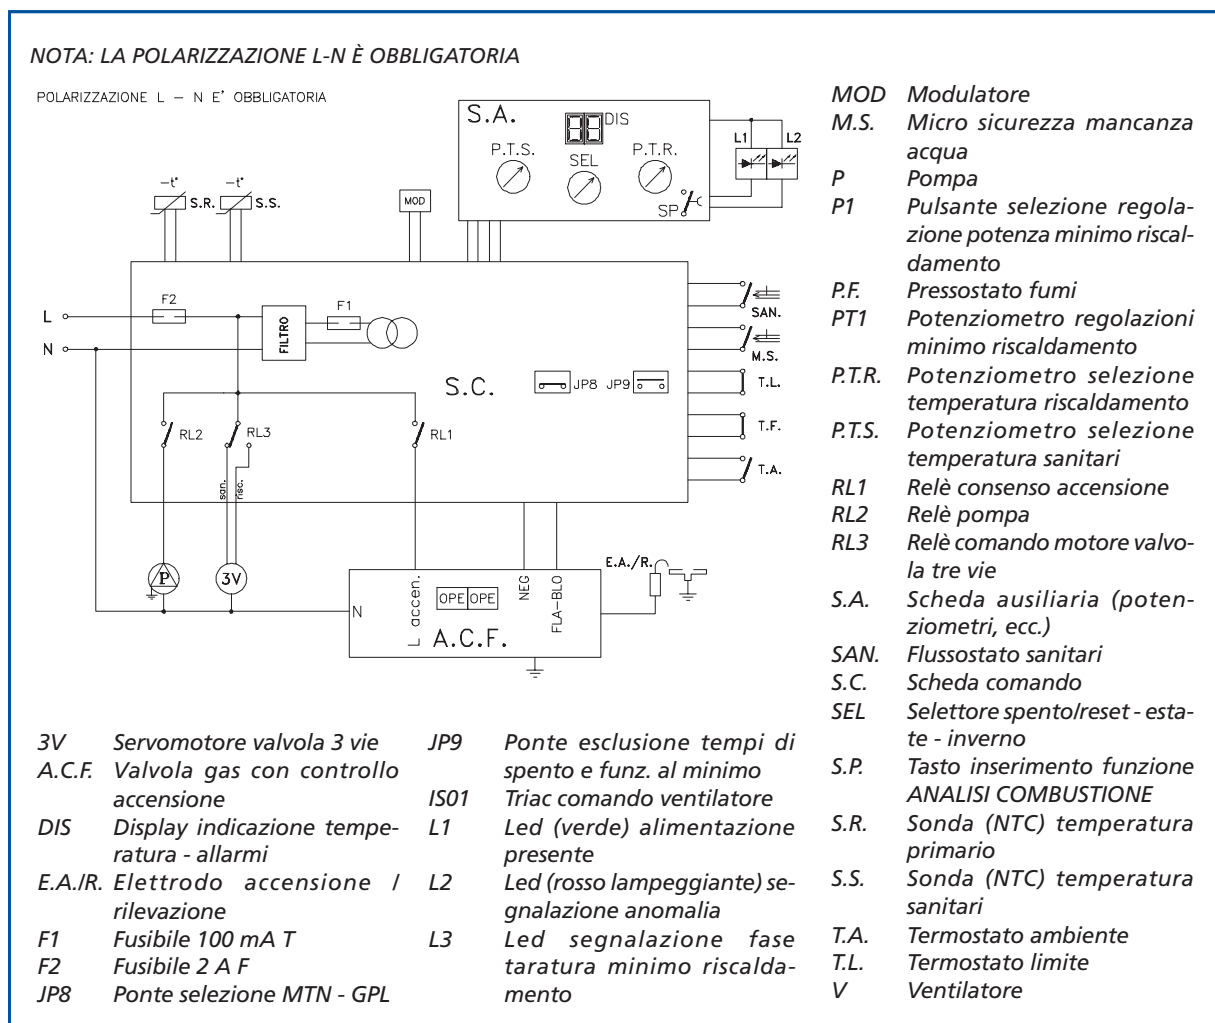 NOTA: LA POLARIZZAZIONE L-N È OBBLIGATORIA
POLARIZZAZIONE L – N E' OBBLIGATORIA
S.A.
DIS
P.T.S.
SEL
P.T.R.
SP
L1
L2
-t°
S.R.
-t°
S.S.
MOD
F2
F1
L
N
FILTRO
SAN.
M.S.
S.C.
JP8
JP9
T.L.
T.F.
T.A.
RL2
RL3
RL1
san.
risc.
P
3V
E.A./R.
N
L accen.
OPE OPE
NEG
FLA-BLO
A.C.F.
3V Servomotore valvola 3 vie
A.C.F. Valvola gas con controllo
accensione
DIS Display indicazione tempe-
ratura - allarmi
E.A./R. Elettrodo accensione /
rilevazione
F1 Fusibile 100 mA T
F2 Fusibile 2 A F
JP8 Ponte selezione MTN - GPL
JP9 Ponte esclusione tempi di
spento e funz. al minimo
IS01 Triac comando ventilatore
L1 Led (verde) alimentazione
presente
L2 Led (rosso lampeggiante) se-
gnalazione anomalia
L3 Led segnalazione fase
taratura minimo riscalda-
mento
MOD Modulatore
M.S. Micro sicurezza mancanza
acqua
P Pompa
P1 Pulsante selezione regola-
zione potenza minimo riscal-
damento
P.F. Pressostato fumi
PT1 Potenziometro regolazioni
minimo riscaldamento
P.T.R. Potenziometro selezione
temperatura riscaldamento
P.T.S. Potenziometro selezione
temperatura sanitari
RL1 Relè consenso accensione
RL2 Relè pompa
RL3 Relè comando motore valvo-
la tre vie
S.A. Scheda ausiliaria (poten-
ziometri, ecc.)
SAN. Flussostato sanitari
S.C. Scheda comando
SEL Selettore spento/reset - esta-
te - inverno
S.P. Tasto inserimento funzione
ANALISI COMBUSTIONE
S.R. Sonda (NTC) temperatura
primario
S.S. Sonda (NTC) temperatura
sanitari
T.A. Termostato ambiente
T.L. Termostato limite
V Ventilatore